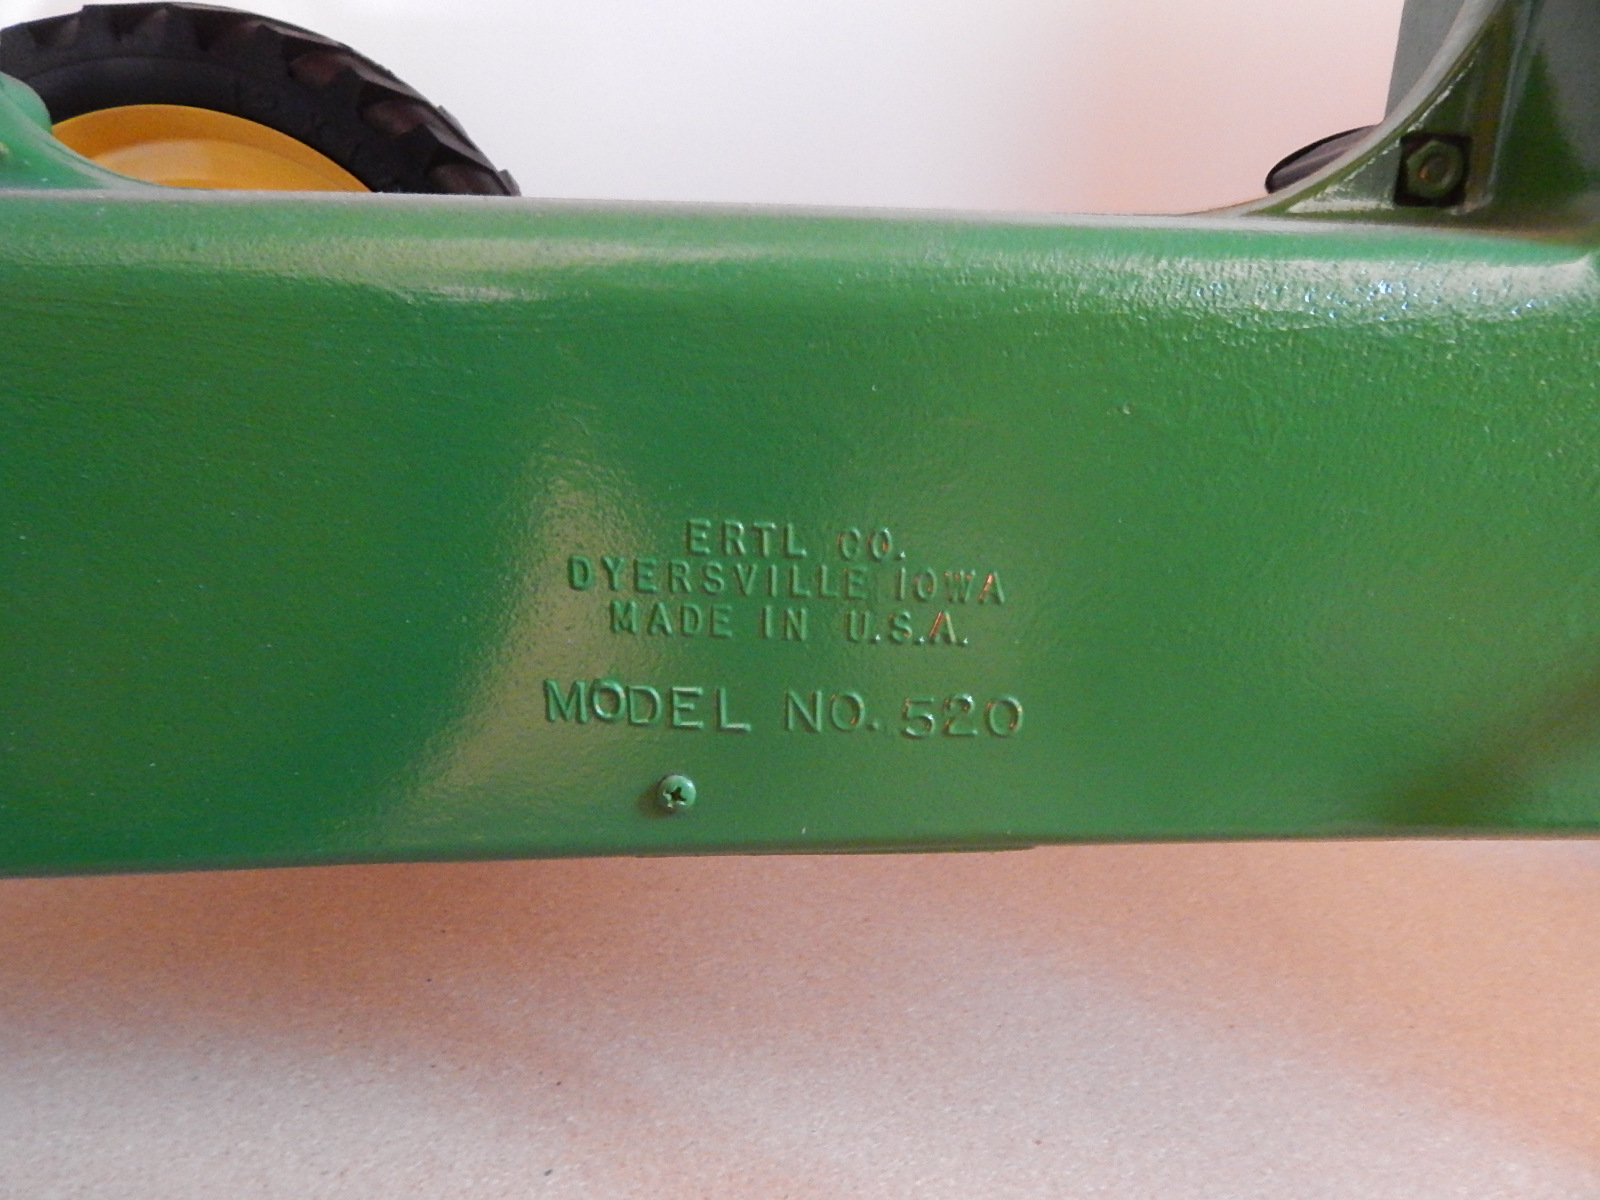 ERTL CO.
DYERSVILLE IOWA
MADE IN U.S.A.
MODEL NO. 520